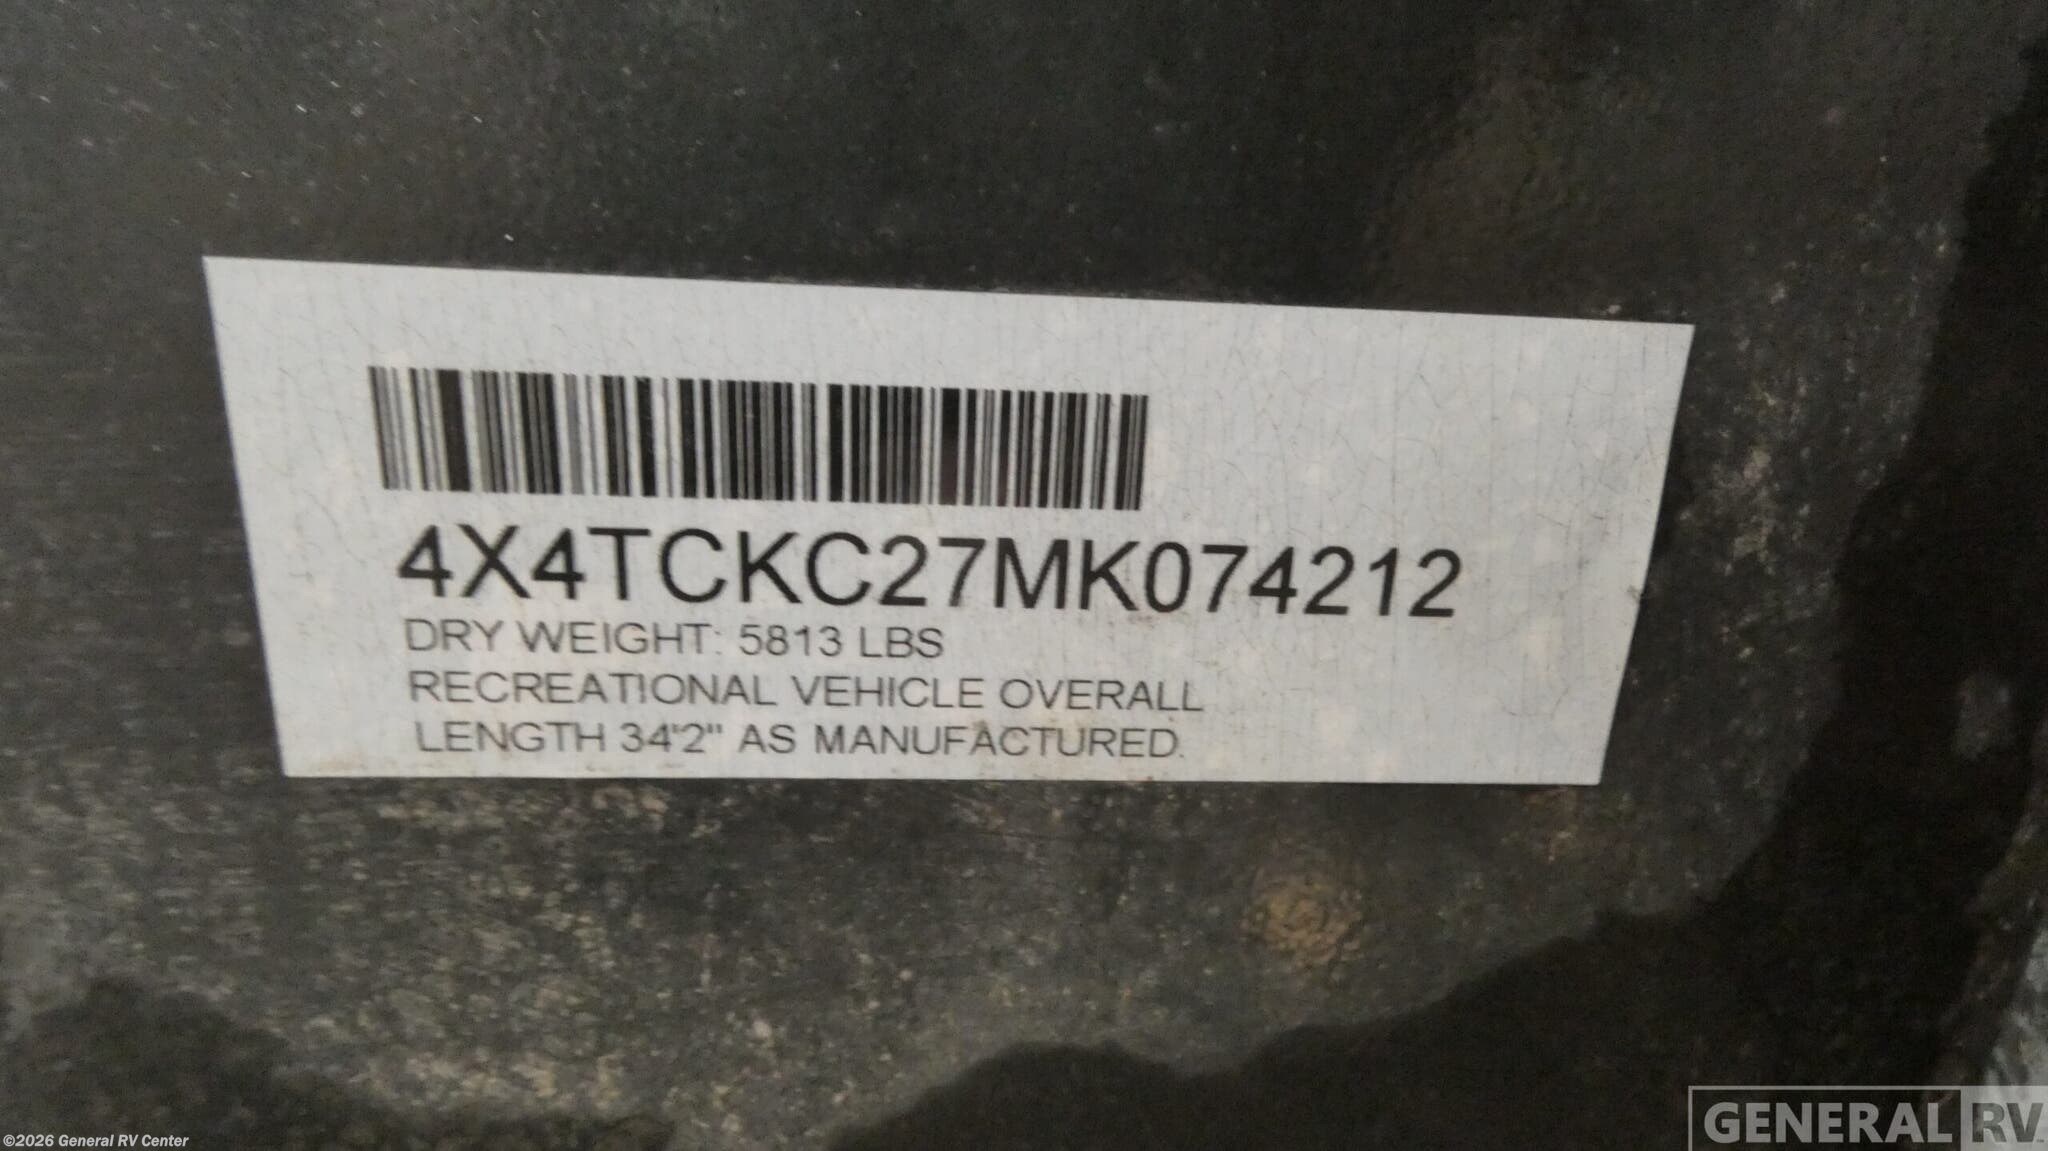 4X4TCKC27MK074212
DRY WEIGHT: 5813 LBS
RECREATIONAL VEHICLE OVERALL
LENGTH 34'2" AS MANUFACTURED.
©2026 General RV Center
GENERAL RV